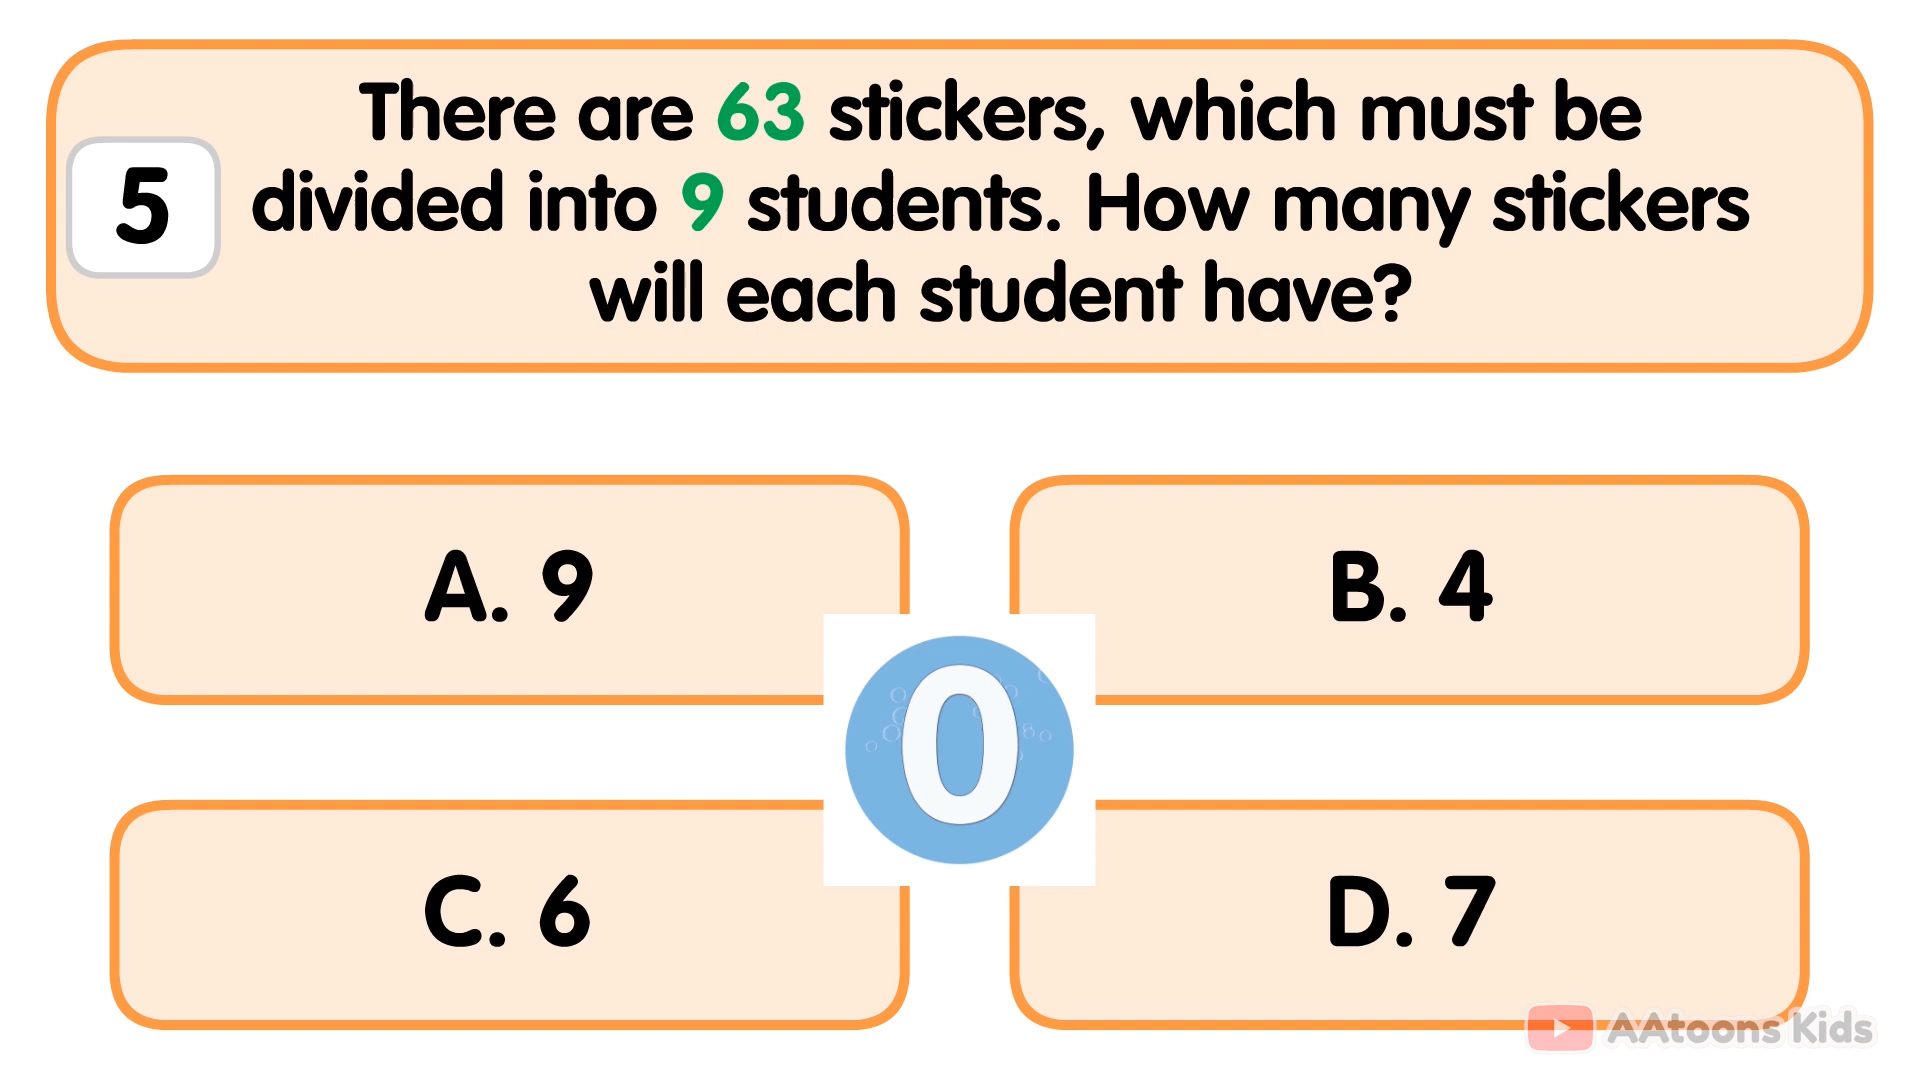 There are 63 stickers, which must be
5
divided into 9 students. How many stickers
will each student have?
A. 9
B. 4
0
C. 6
D. 7
AAtoons Kids